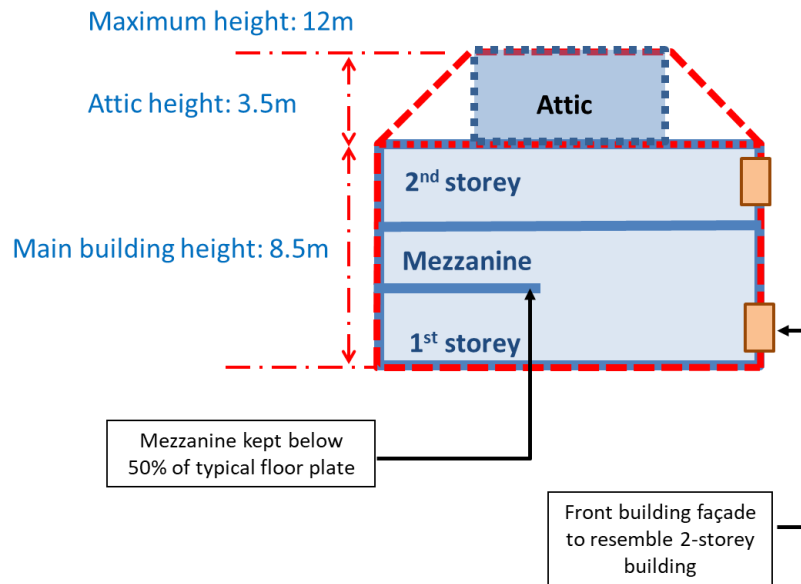 Maximum height: 12m
Attic height: 3.5m
Attic
2nd storey
Main building height: 8.5m
Mezzanine
1st storey
Mezzanine kept below
50% of typical floor plate
Front building façade
to resemble 2-storey
building